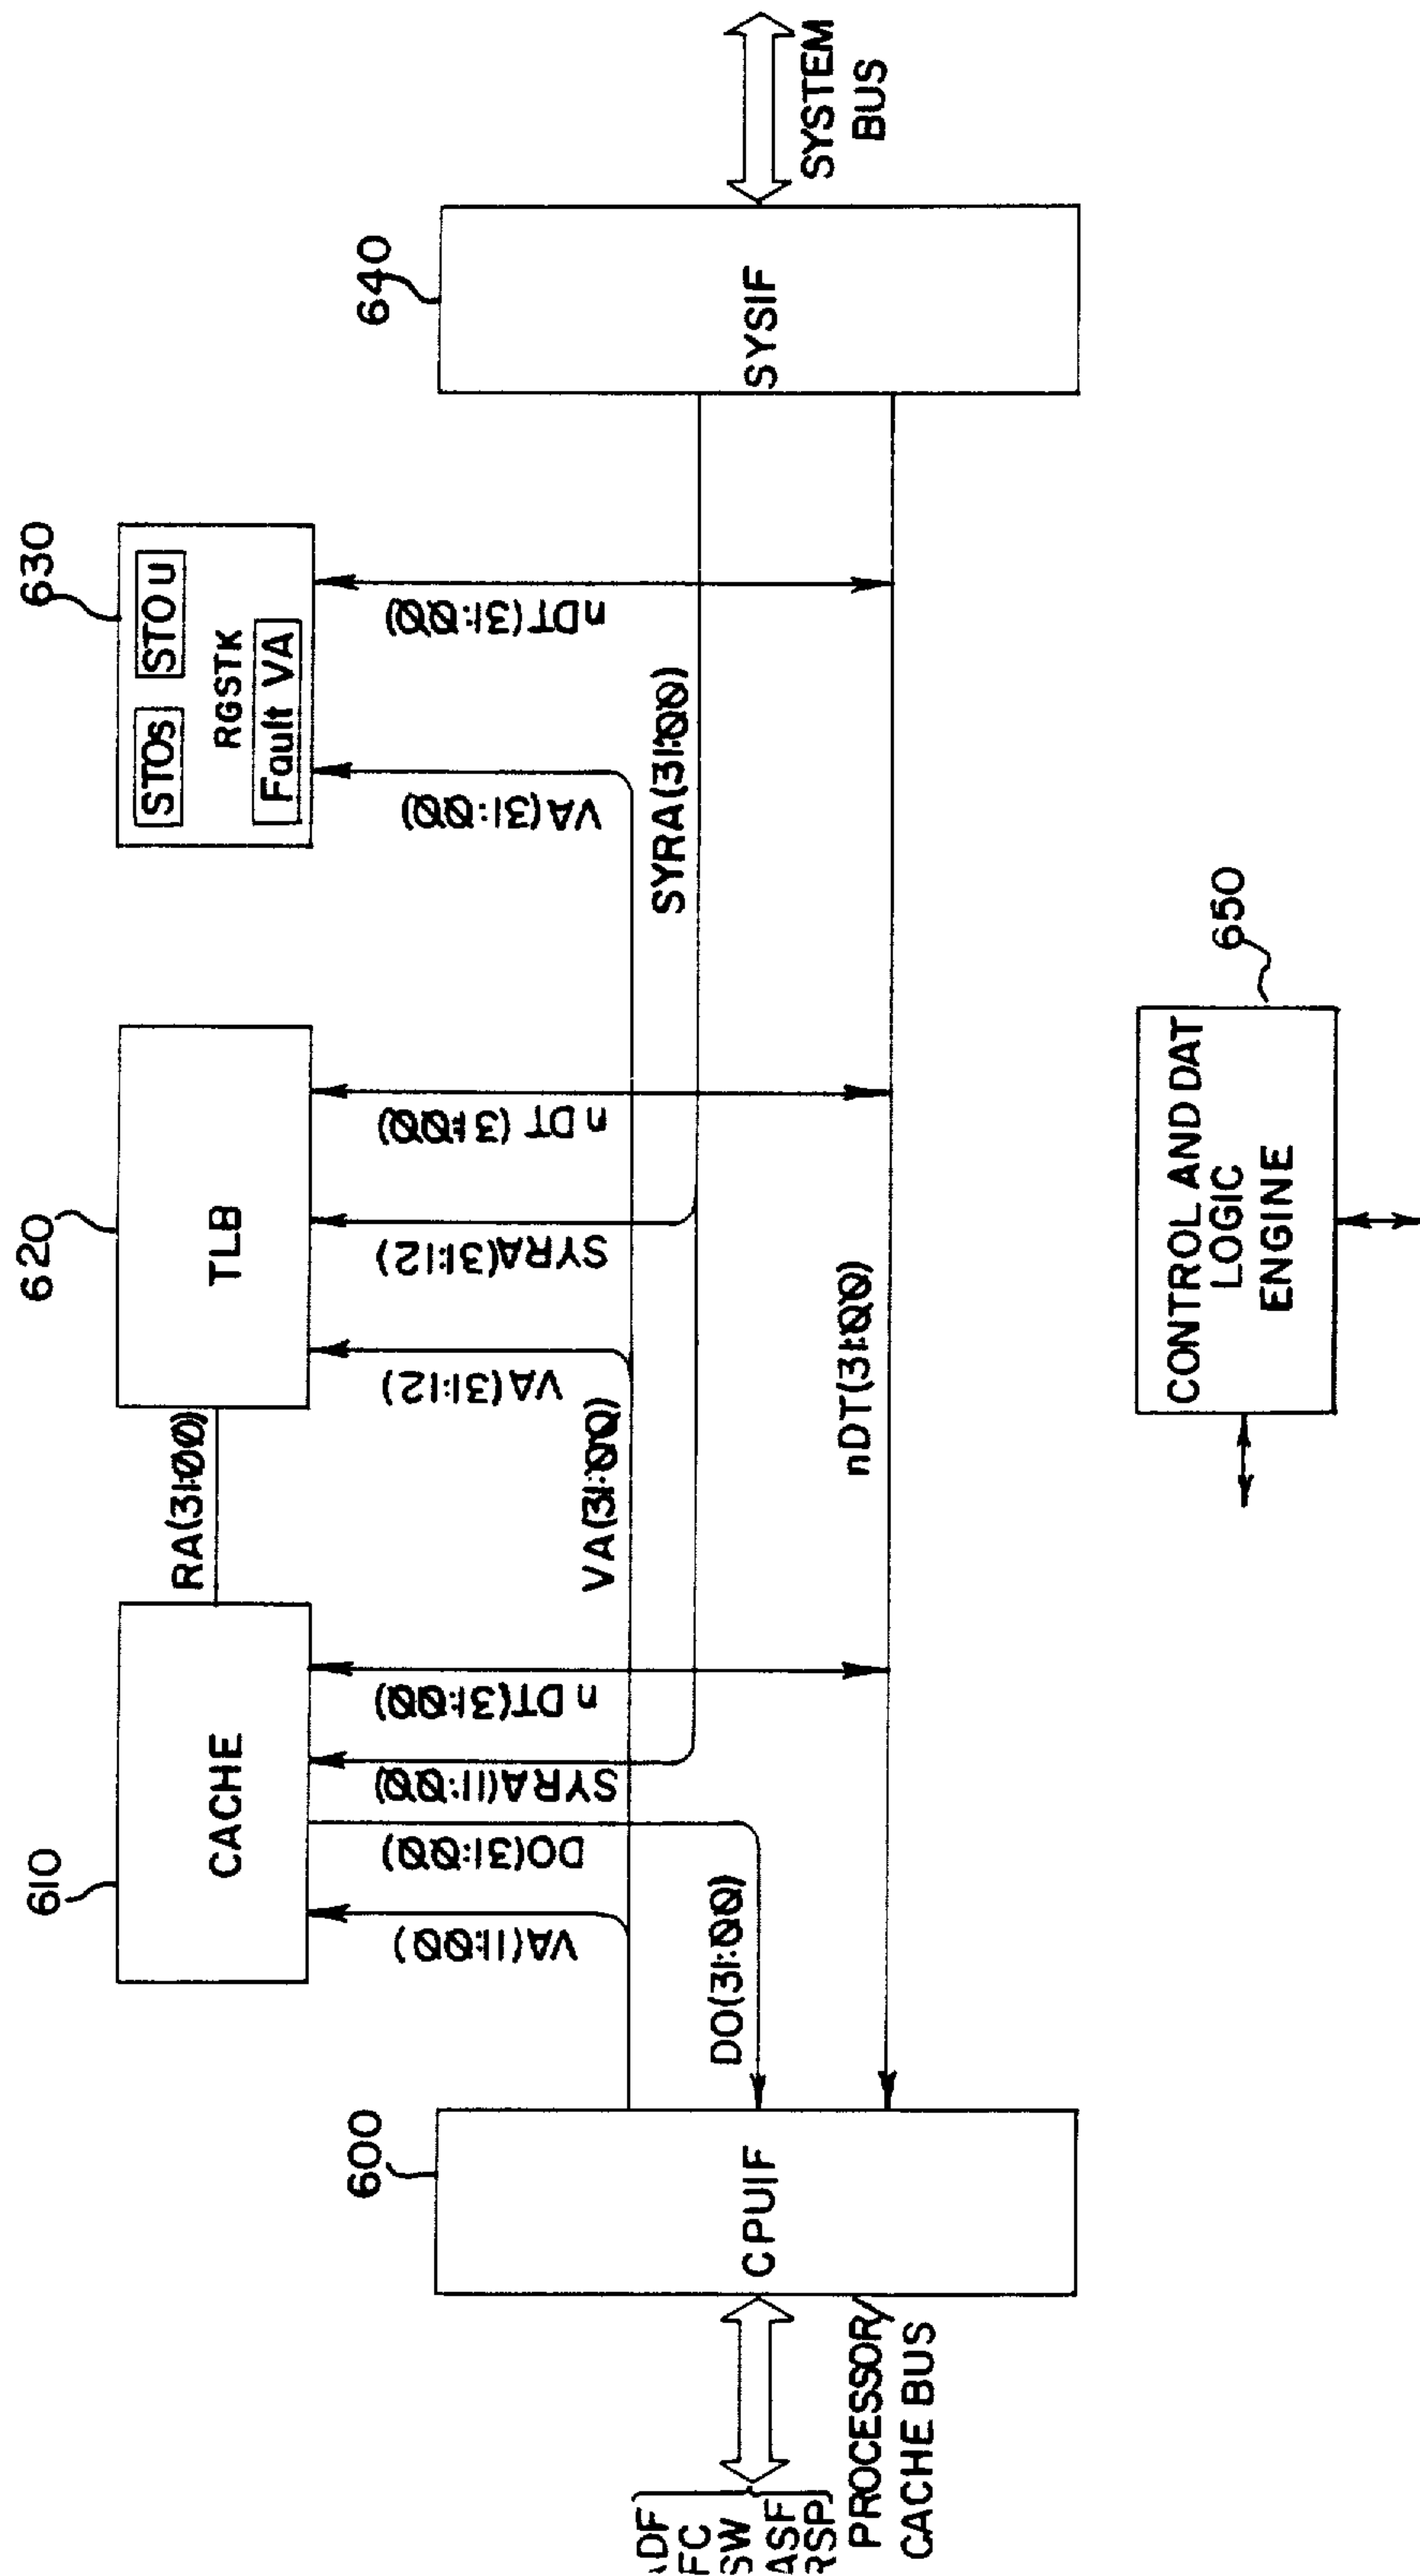 610
CACHE
RA(31:00)
620
TLB
630
STOs
STOu
RGSTK
Fault VA
VA(11:00)
DO(31:00)
SYRA(11:00)
nDT(31:00)
VA(31:12)
SYRA(31:12)
nDT(31:00)
VA(31:00)
nDT(31:00)
VA(31:00)
SYRA(31:00)
DO(31:00)
nDT(31:00)
600
CPUIF
640
SYSIF
SYSTEM
BUS
FC
SW
ASF
RSP
PROCESSOR/
CACHE BUS
650
CONTROL AND DAT
LOGIC
ENGINE